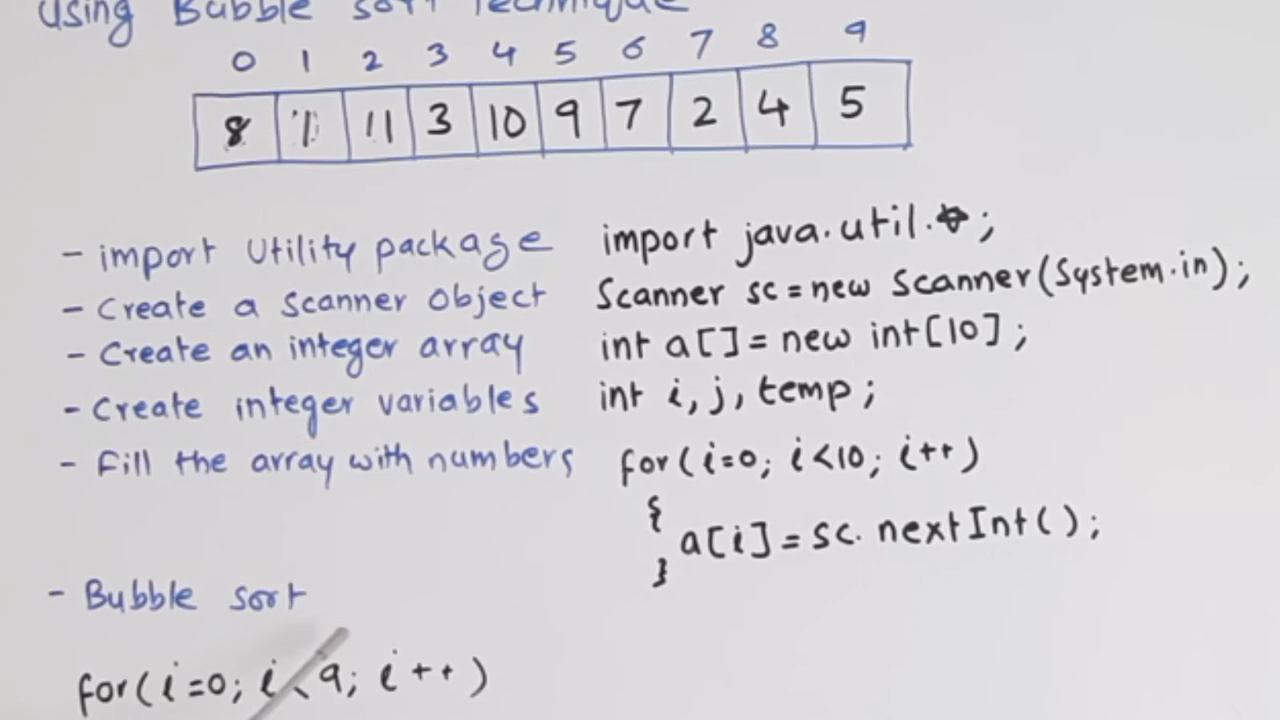 Using Bubble sort Technique
0 1 2 3 4 5 6 7 8 9
8 1 11 3 10 9 7 2 4 5
- import Utility package import java.util.*;
- Create a Scanner Object Scanner sc = new Scanner(System.in);
- Create an integer array int a[] = new int[10];
- Create integer variables int i, j, temp;
- Fill the array with numbers for(i=0; i<10; i++)
{
a[i] = sc.nextInt();
}
- Bubble sort
for(i=0; i<9; i++)